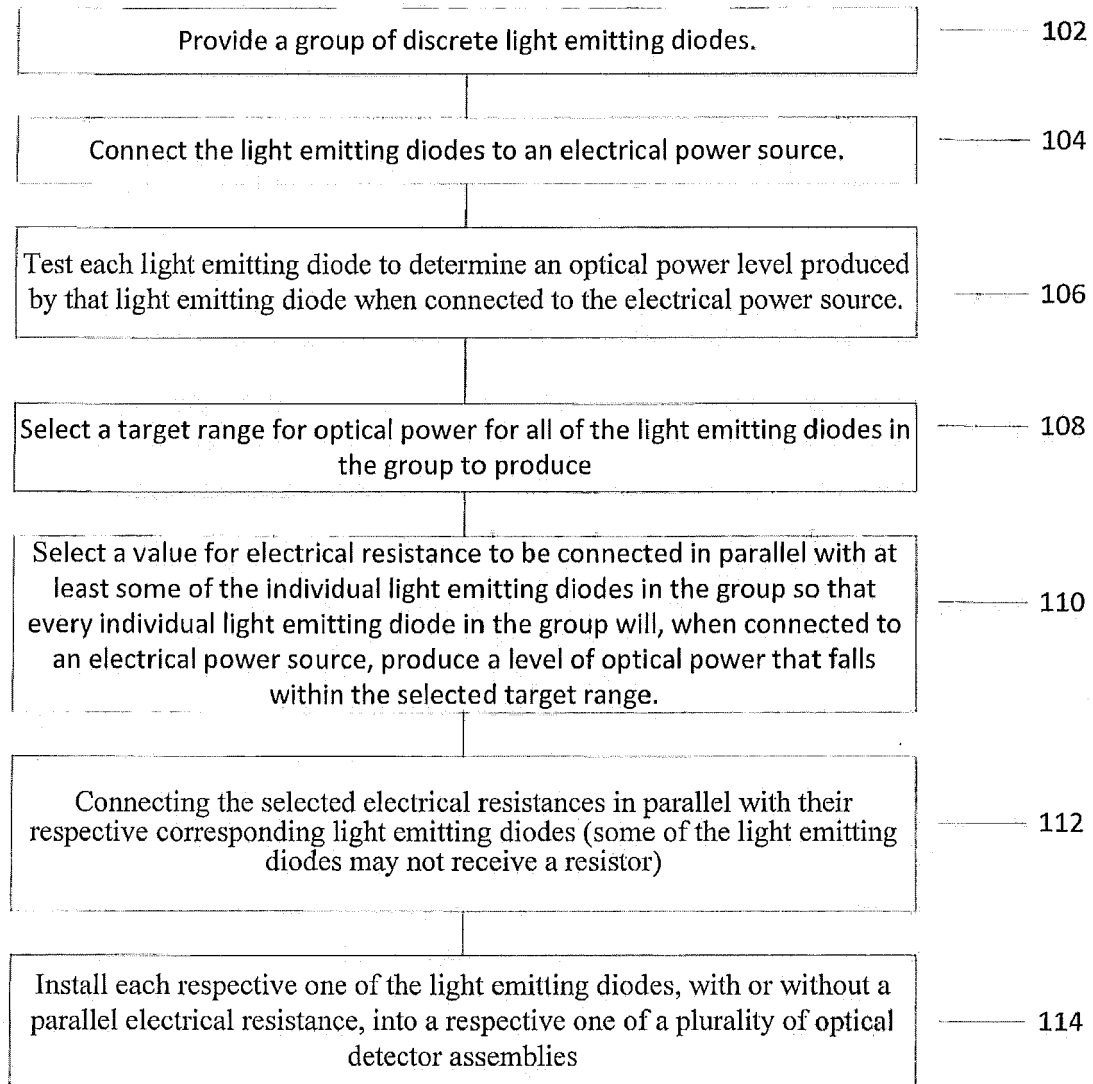 Provide a group of discrete light emitting diodes.
102
Connect the light emitting diodes to an electrical power source.
104
Test each light emitting diode to determine an optical power level produced
by that light emitting diode when connected to the electrical power source.
106
Select a target range for optical power for all of the light emitting diodes in
the group to produce
108
Select a value for electrical resistance to be connected in parallel with at
least some of the individual light emitting diodes in the group so that
every individual light emitting diode in the group will, when connected to
an electrical power source, produce a level of optical power that falls
within the selected target range.
110
Connecting the selected electrical resistances in parallel with their
respective corresponding light emitting diodes (some of the light emitting
diodes may not receive a resistor)
112
Install each respective one of the light emitting diodes, with or without a
parallel electrical resistance, into a respective one of a plurality of optical
detector assemblies
114